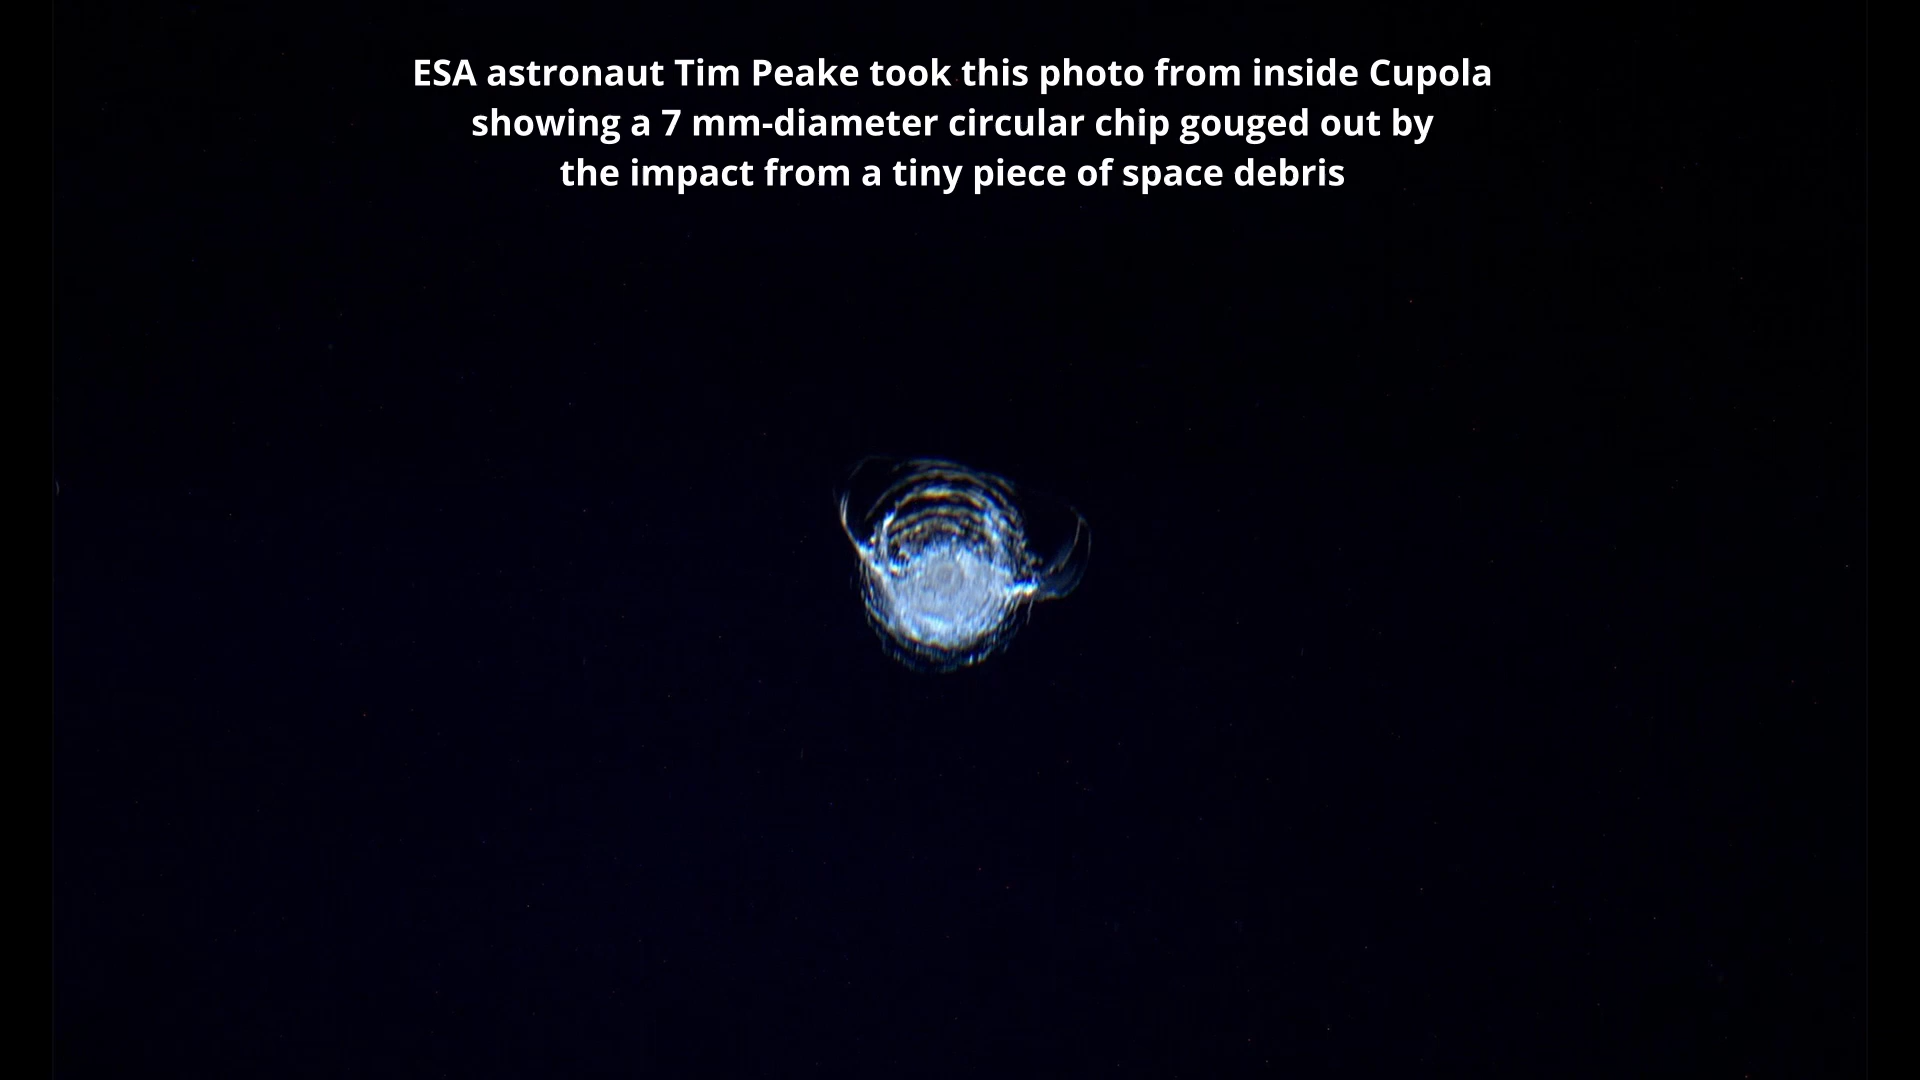 ESA astronaut Tim Peake took this photo from inside Cupola
showing a 7 mm-diameter circular chip gouged out by
the impact from a tiny piece of space debris